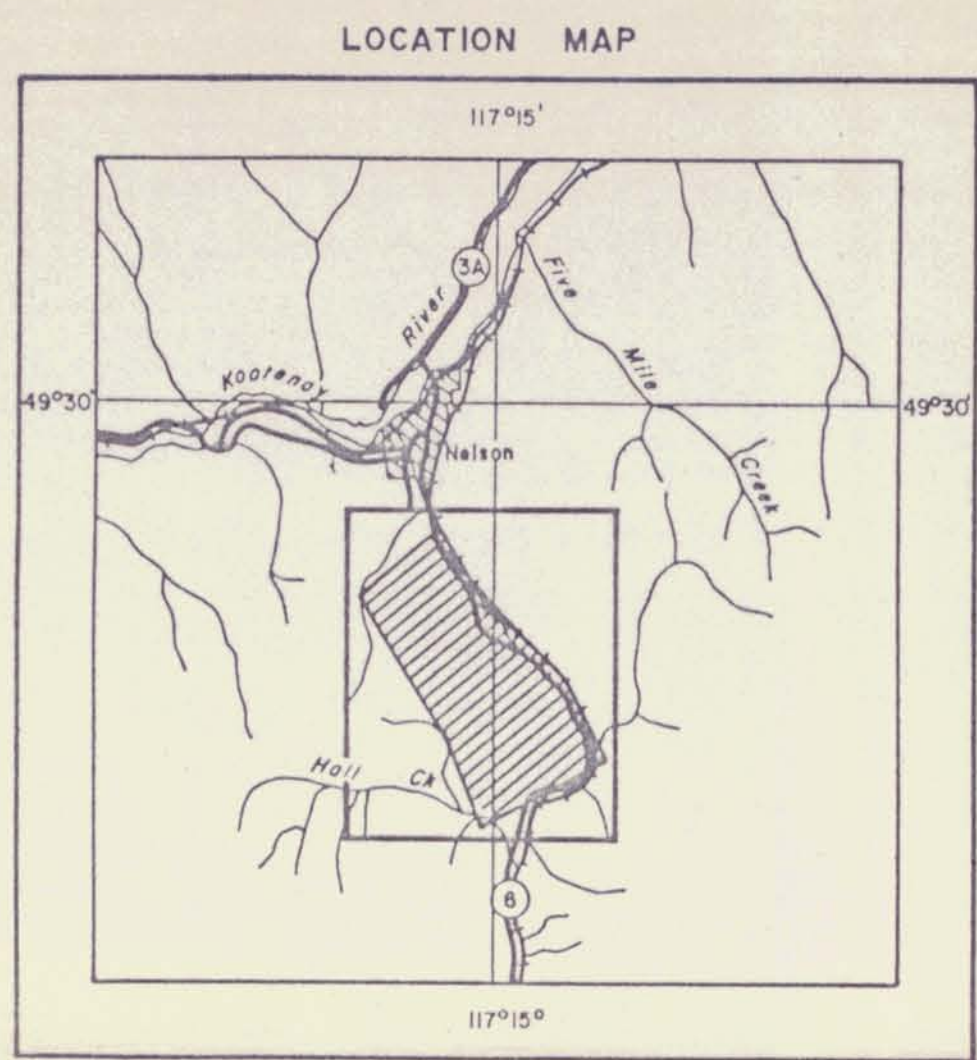 LOCATION MAP
117°15'
3A
River
Five
Mile
Creek
Kootenay
49°30'
49°30'
Nelson
Hall Ck
6
117°15°